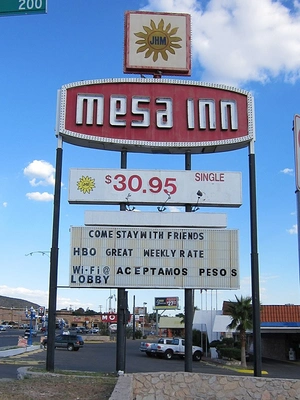 200
JHM
mesa inn
$30.95 SINGLE
COME STAY WITH FRIENDS
HBO GREAT WEEKLY RATE
Wi-Fi@ ACEPTAMOS PESOS
LOBBY